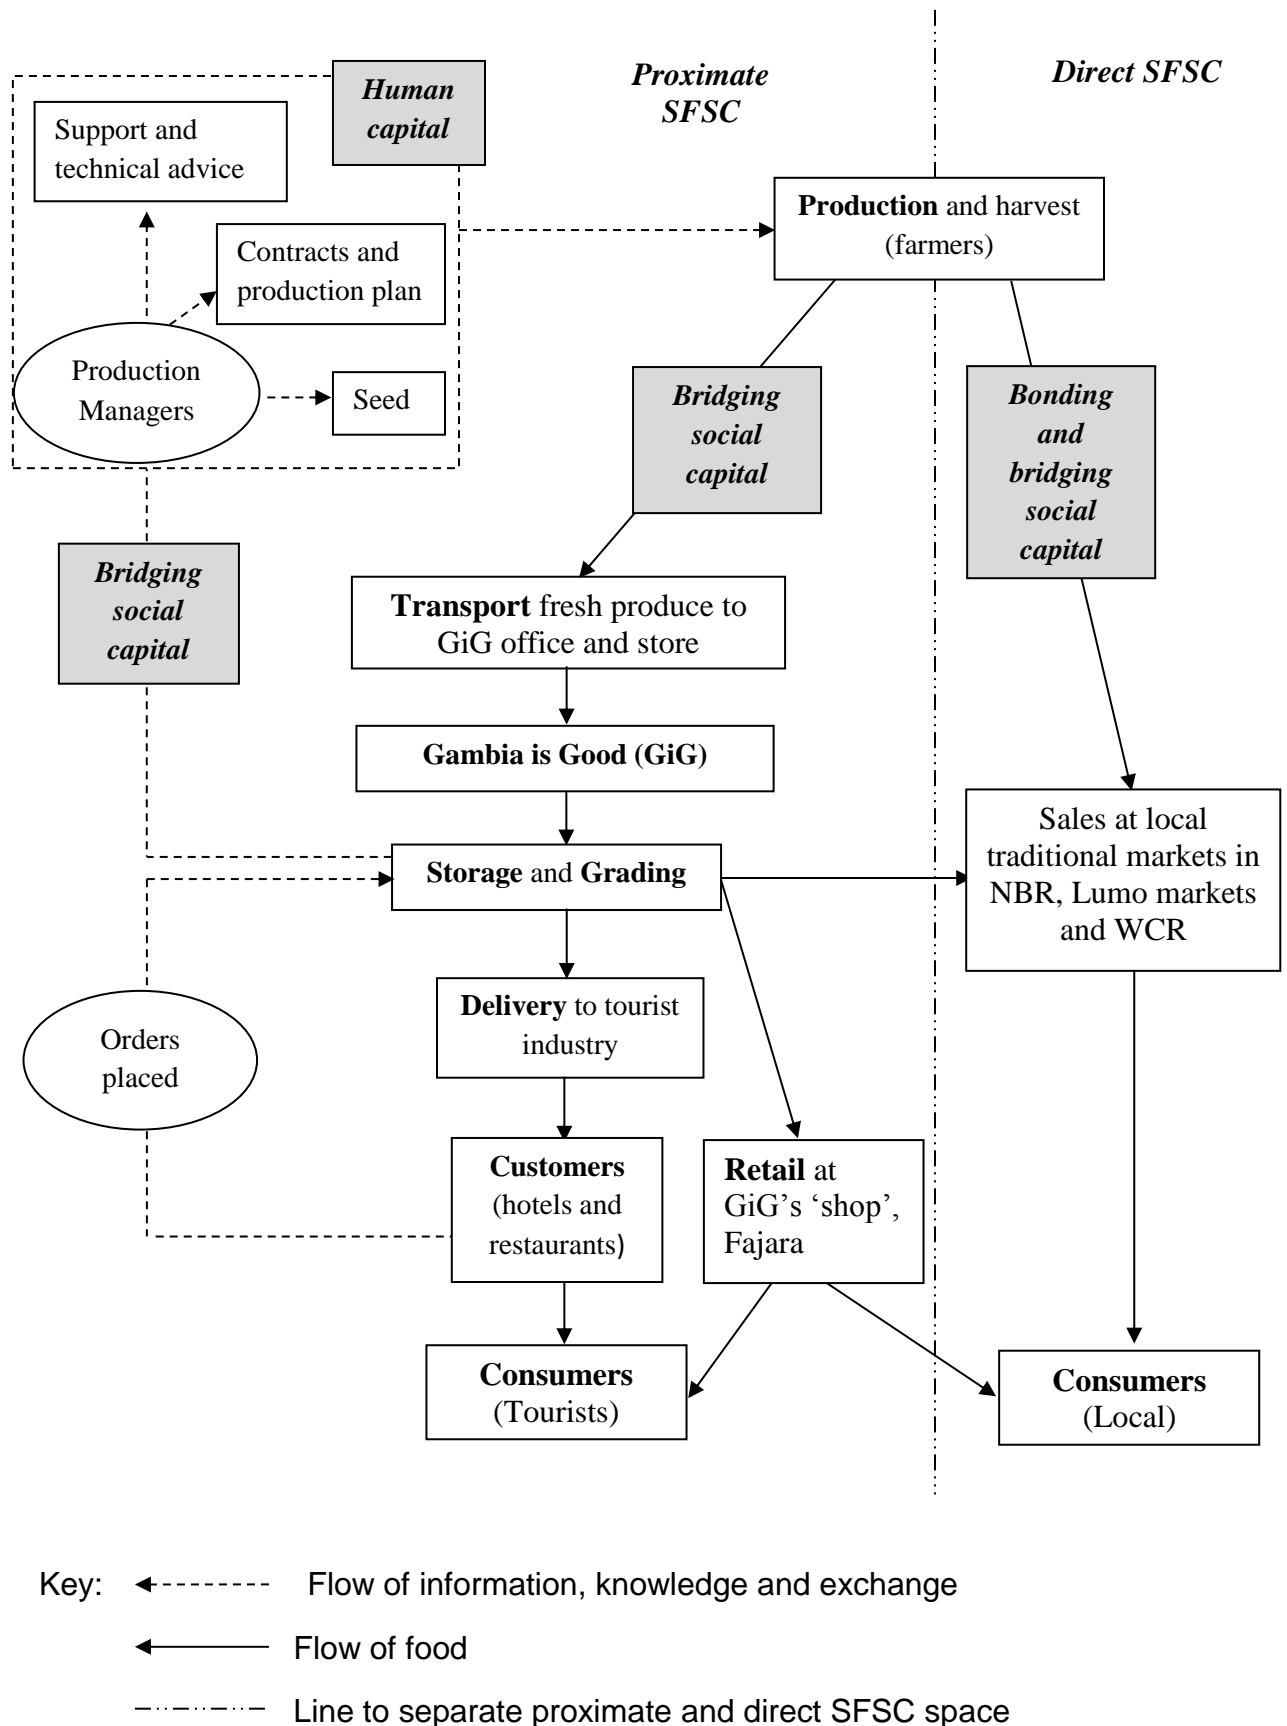 Human
capital
Proximate
SFSC
Direct SFSC
Support and
technical advice
Contracts and
production plan
Production
Managers
Seed
Production and harvest
(farmers)
Bridging
social
capital
Bonding
and
bridging
social
capital
Bridging
social
capital
Transport fresh produce to
GiG office and store
Gambia is Good (GiG)
Storage and Grading
Sales at local
traditional markets in
NBR, Lumo markets
and WCR
Delivery to tourist
industry
Orders
placed
Customers
(hotels and
restaurants)
Retail at
GiG’s ‘shop’,
Fajara
Consumers
(Tourists)
Consumers
(Local)
Key:
Flow of information, knowledge and exchange
Flow of food
Line to separate proximate and direct SFSC space